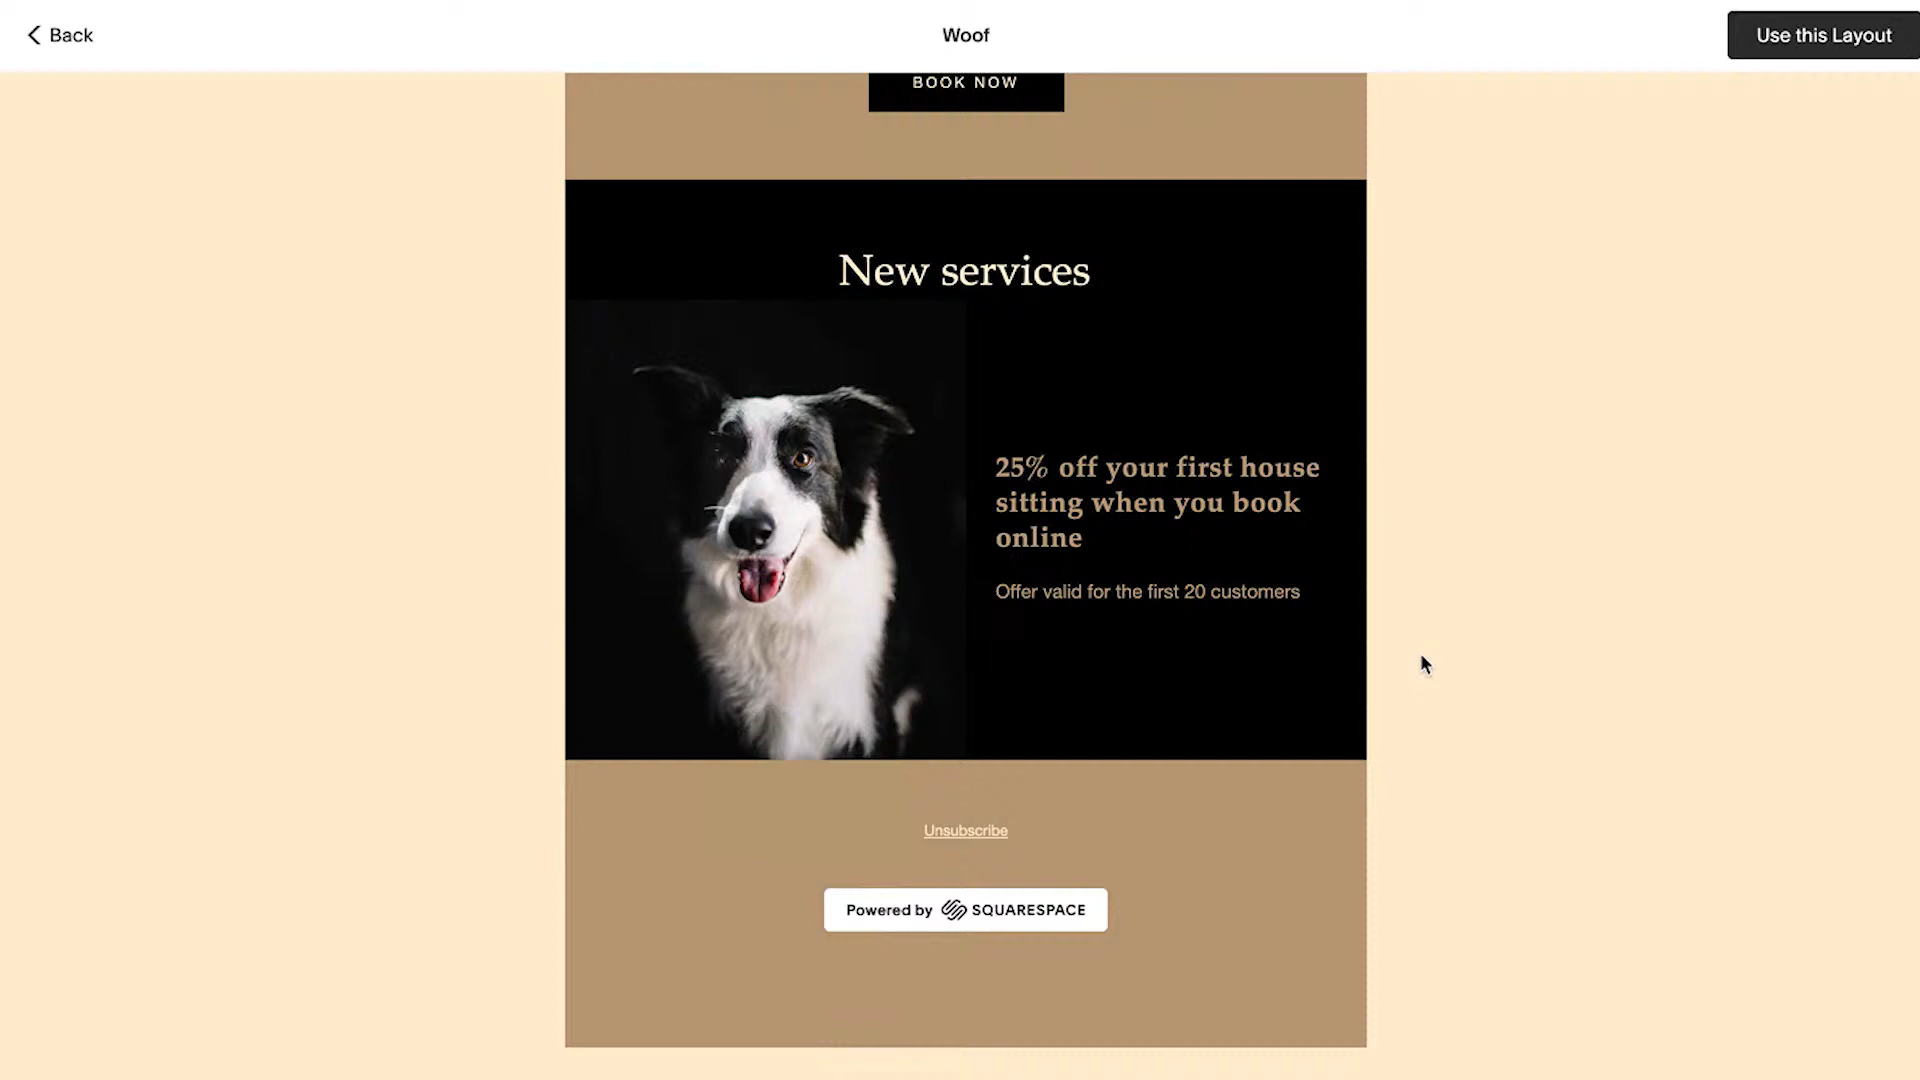 Back
Woof
Use this Layout
BOOK NOW
New services
25% off your first house
sitting when you book
online
Offer valid for the first 20 customers
Unsubscribe
Powered by SQUARESPACE